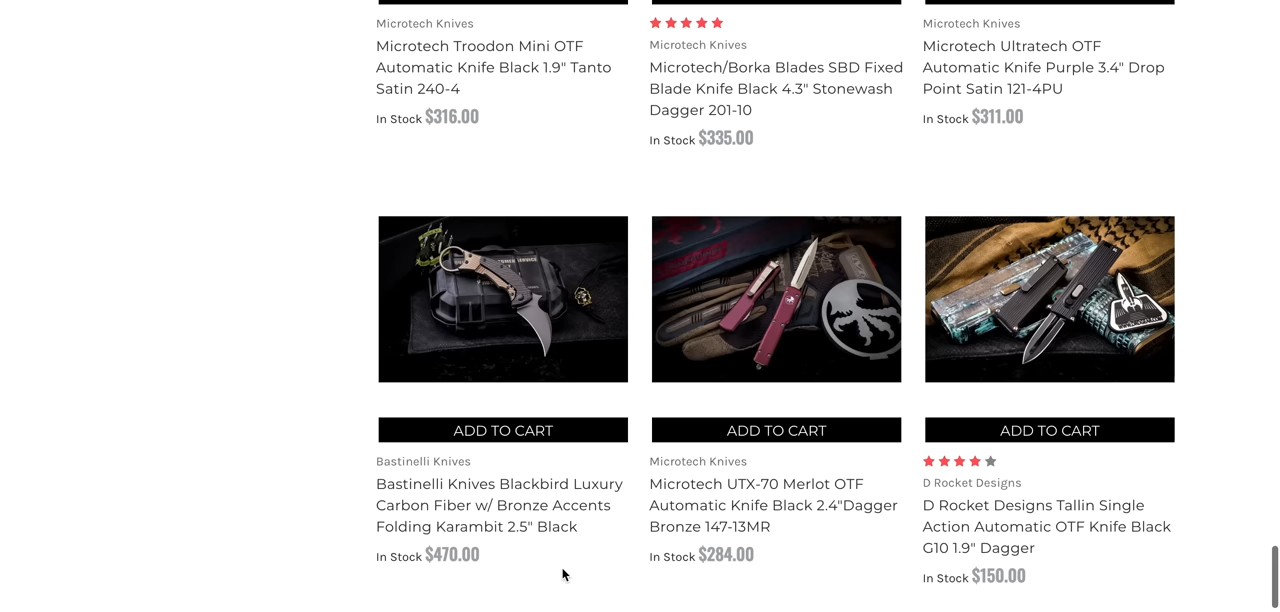 Microtech Knives
Microtech Troodon Mini OTF
Automatic Knife Black 1.9" Tanto
Satin 240-4
In Stock $316.00
Microtech Knives
Microtech/Borka Blades SBD Fixed
Blade Knife Black 4.3" Stonewash
Dagger 201-10
In Stock $335.00
Microtech Knives
Microtech Ultratech OTF
Automatic Knife Purple 3.4" Drop
Point Satin 121-4PU
In Stock $311.00
ADD TO CART
Bastinelli Knives
Bastinelli Knives Blackbird Luxury
Carbon Fiber w/ Bronze Accents
Folding Karambit 2.5" Black
In Stock $470.00
ADD TO CART
Microtech Knives
Microtech UTX-70 Merlot OTF
Automatic Knife Black 2.4"Dagger
Bronze 147-13MR
In Stock $284.00
ADD TO CART
D Rocket Designs
D Rocket Designs Tallin Single
Action Automatic OTF Knife Black
G10 1.9" Dagger
In Stock $150.00